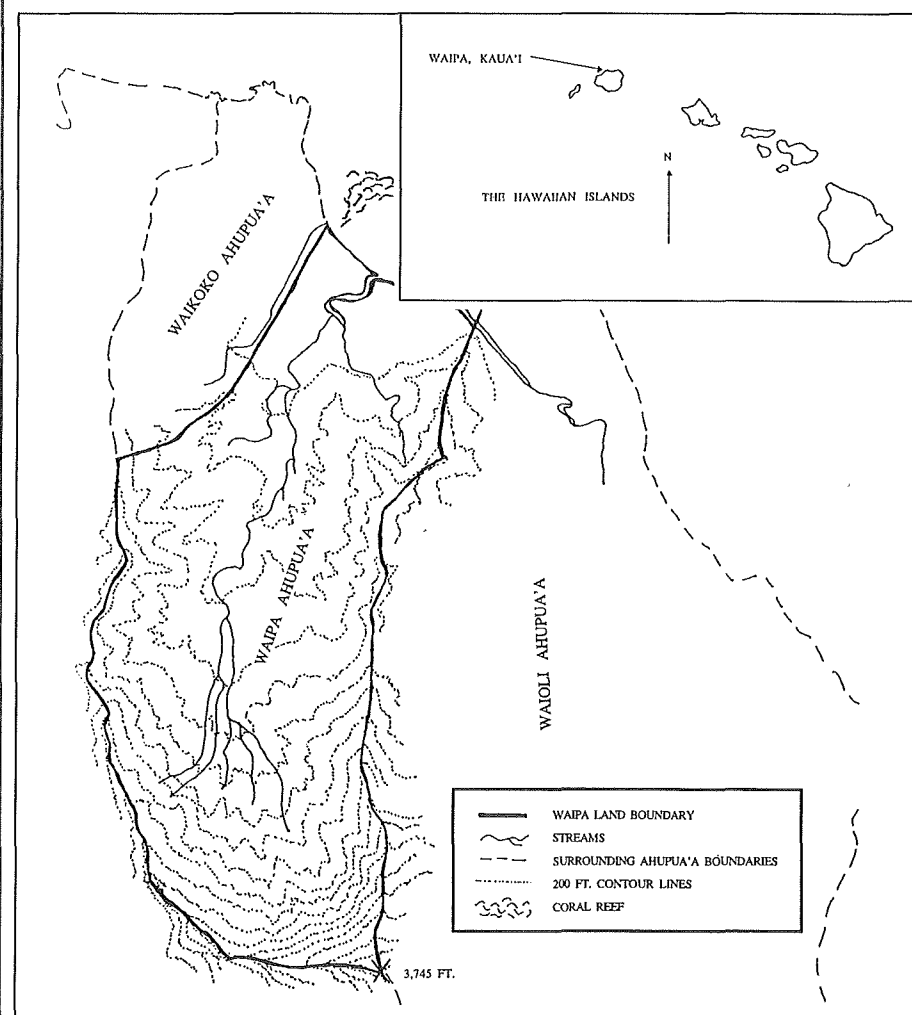 WAIPA, KAUA'I
N
THE HAWAIIAN ISLANDS
WAIKOKO AHUPUA'A
WAIPA AHUPUA'A
WAIOLI AHUPUA'A
WAIPA LAND BOUNDARY
STREAMS
SURROUNDING AHUPUA'A BOUNDARIES
200 FT. CONTOUR LINES
CORAL REEF
3,745 FT.